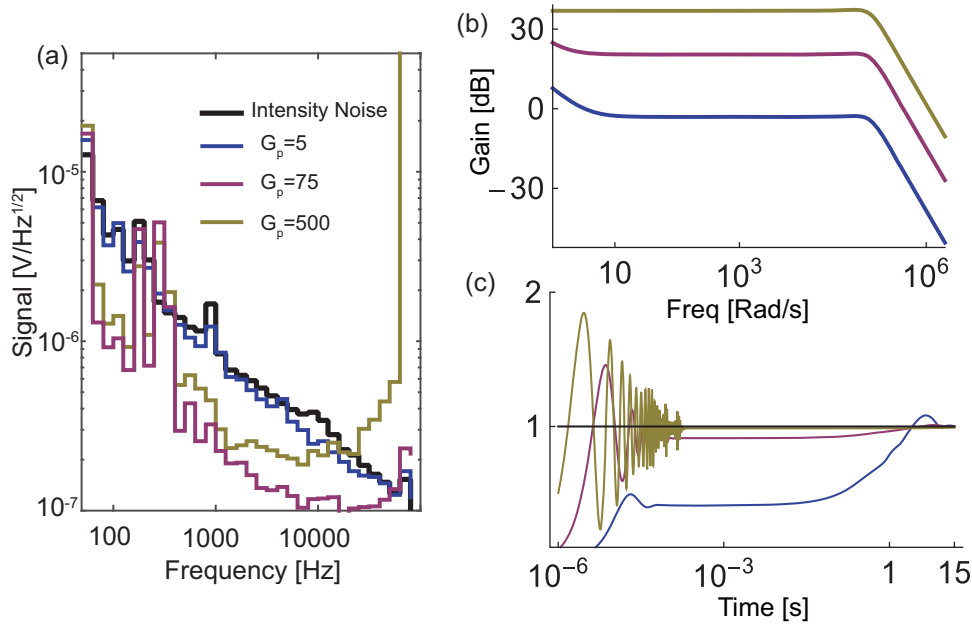 (a)
Signal [V/Hz^{1/2}]
10^{-5}
10^{-6}
10^{-7}
Intensity Noise
G_p=5
G_p=75
G_p=500
100 1000 10000
Frequency [Hz]
(b)
Gain [dB]
30
0
−30
10 10^3 10^6
Freq [Rad/s]
(c)
2
1
10^{-6} 10^{-3} 1 15
Time [s]